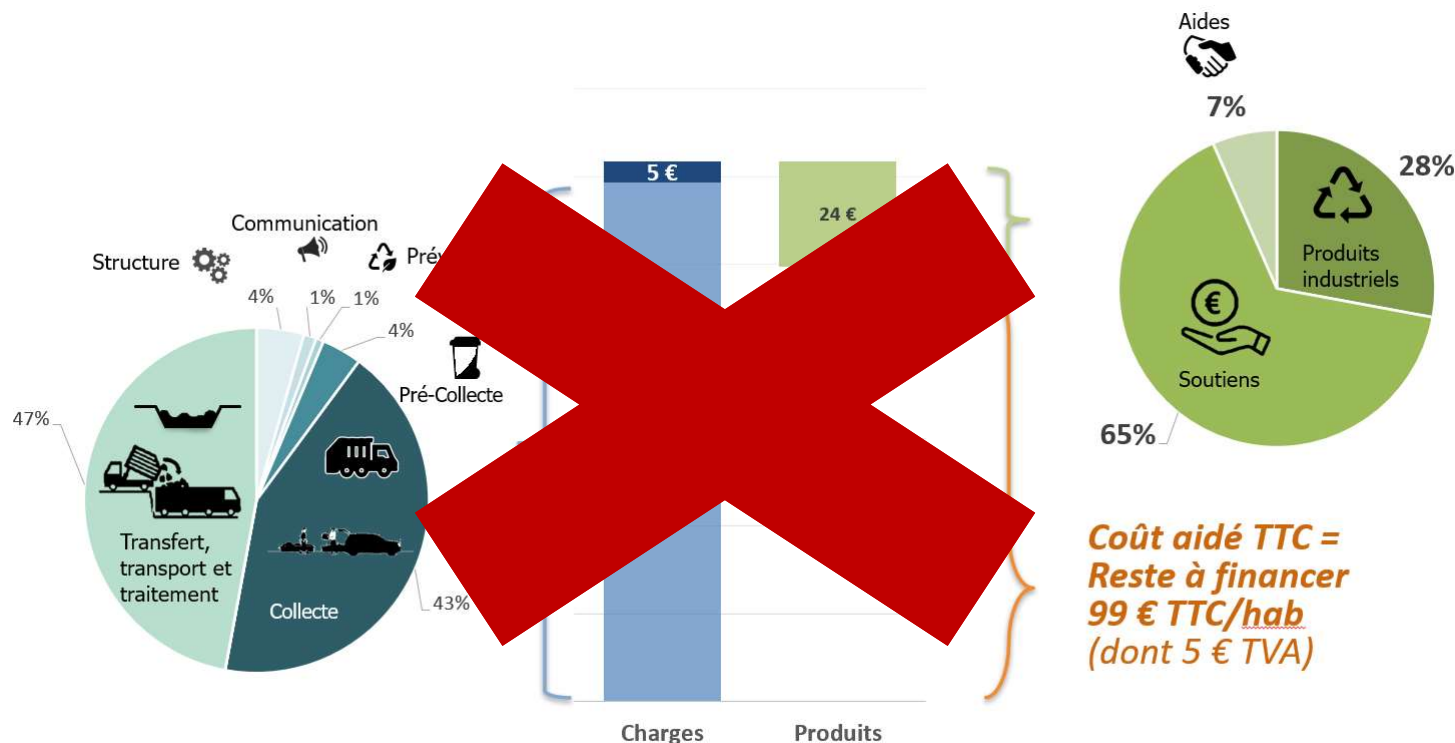 Aides
7%
28%
Produits
industriels
Soutiens
65%
5 €
24 €
Communication
Structure
4%
1%
1%
4%
Pré-Collecte
47%
Transfert,
transport et
traitement
Collecte
43%
Coût aidé TTC =
Reste à financer
99 € TTC/hab
(dont 5 € TVA)
Charges
Produits